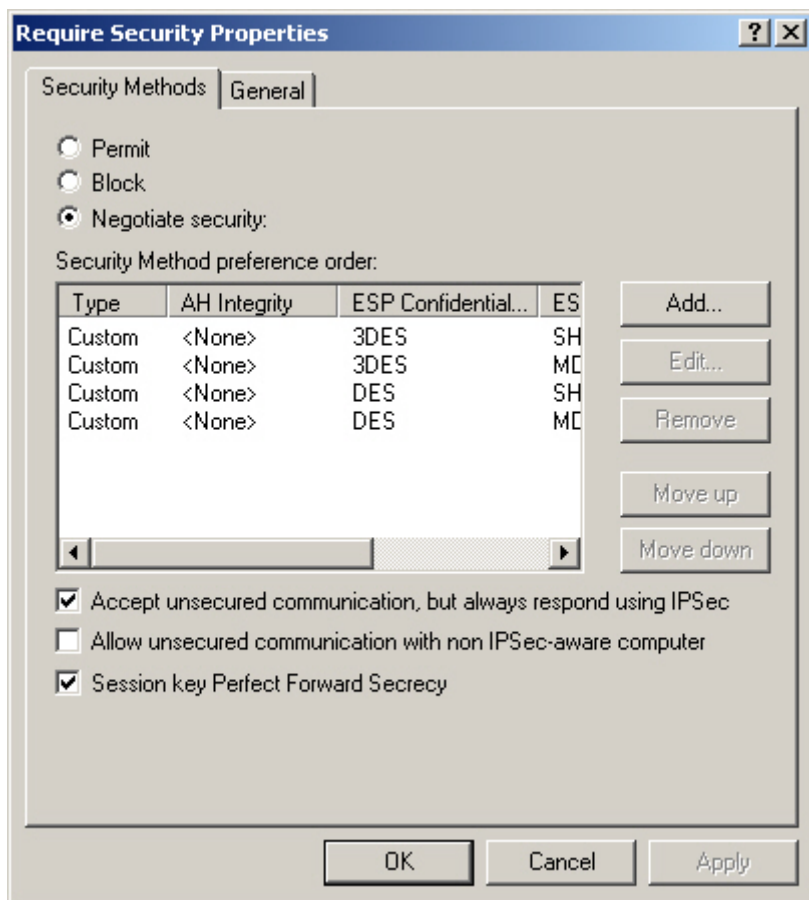 Require Security Properties
Security Methods General
Permit
Block
Negotiate security:
Security Method preference order:
Type AH Integrity ESP Confidential... ES
Custom <None> 3DES SH
Custom <None> 3DES MD
Custom <None> DES SH
Custom <None> DES MD
Add...
Edit...
Remove
Move up
Move down
Accept unsecured communication, but always respond using IPSec
Allow unsecured communication with non IPSec-aware computer
Session key Perfect Forward Secrecy
OK Cancel Apply